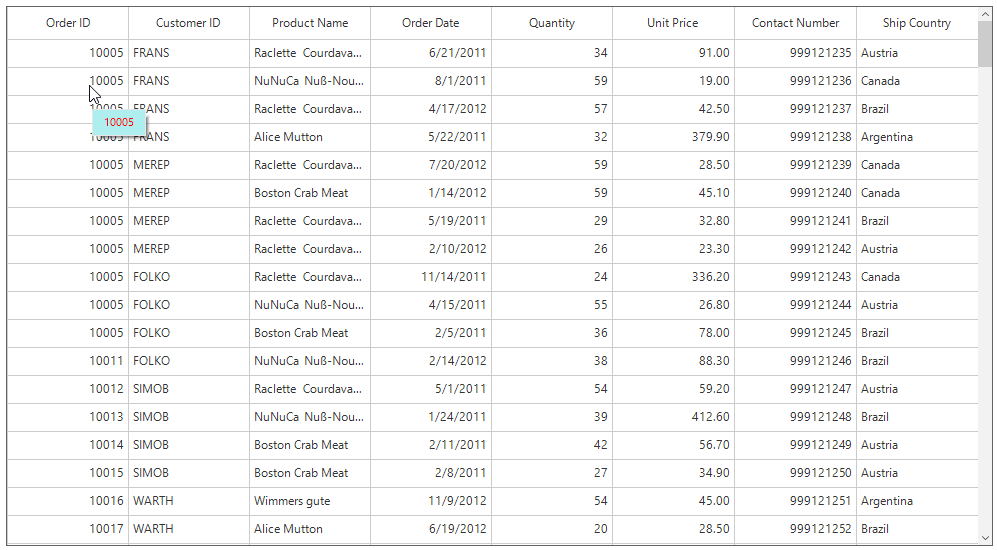 Order ID Customer ID Product Name Order Date Quantity Unit Price Contact Number Ship Country
10005 FRANS Raclette Courdava... 6/21/2011 34 91.00 999121235 Austria
10005 FRANS NuNuCa Nuß-Nou... 8/1/2011 59 19.00 999121236 Canada
10005 FRANS Raclette Courdava... 4/17/2012 57 42.50 999121237 Brazil
10005
10005 FRANS Alice Mutton 5/22/2011 32 379.90 999121238 Argentina
10005 MEREP Raclette Courdava... 7/20/2012 59 28.50 999121239 Canada
10005 MEREP Boston Crab Meat 1/14/2012 59 45.10 999121240 Canada
10005 MEREP Raclette Courdava... 5/19/2011 29 32.80 999121241 Brazil
10005 MEREP Raclette Courdava... 2/10/2012 26 23.30 999121242 Austria
10005 FOLKO Raclette Courdava... 11/14/2011 24 336.20 999121243 Canada
10005 FOLKO NuNuCa Nuß-Nou... 4/15/2011 55 26.80 999121244 Austria
10005 FOLKO Boston Crab Meat 2/5/2011 36 78.00 999121245 Brazil
10011 FOLKO NuNuCa Nuß-Nou... 2/14/2012 38 88.30 999121246 Brazil
10012 SIMOB Raclette Courdava... 5/1/2011 54 59.20 999121247 Austria
10013 SIMOB NuNuCa Nuß-Nou... 1/24/2011 39 412.60 999121248 Brazil
10014 SIMOB Boston Crab Meat 2/11/2011 42 56.70 999121249 Austria
10015 SIMOB Boston Crab Meat 2/8/2011 27 34.90 999121250 Austria
10016 WARTH Wimmers gute 11/9/2012 54 45.00 999121251 Argentina
10017 WARTH Alice Mutton 6/19/2012 20 28.50 999121252 Brazil